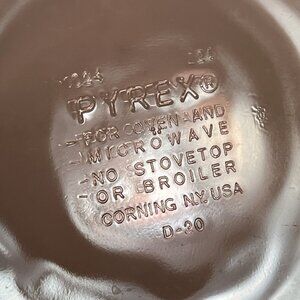 PYREX®
FOR OVEN AND
MICROWAVE
NO STOVETOP
OR BROILER
CORNING N.Y. USA
D-30